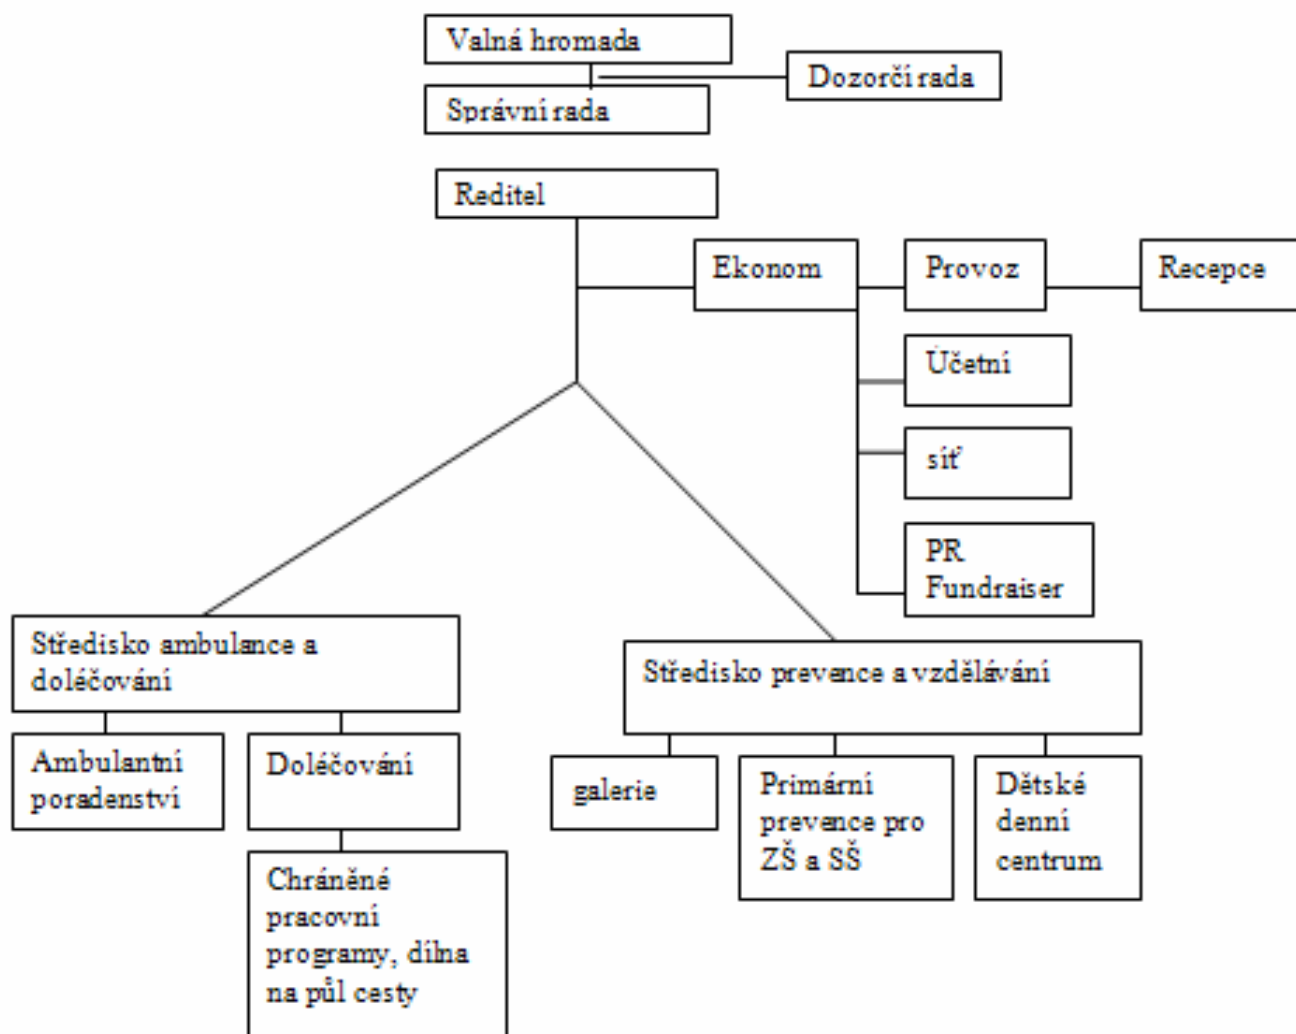 Valná hromada
Dozorčí rada
Správní rada
Reditel
Ekonom
Provoz
Recepce
Účetní
síť
PR
Fundraiser
Středisko ambulance a
doléčování
Středisko prevence a vzdělávání
Ambulantní
poradenství
Doléčování
galerie
Primární
prevence pro
ZŠ a SŠ
Dětské
denní
centrum
Chráněné
pracovní
programy, dílna
na půl cesty